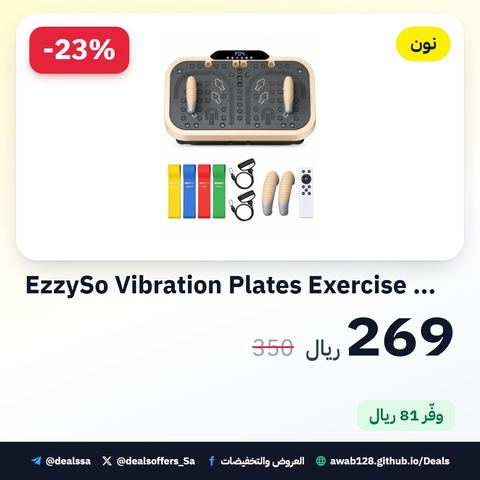 -23%
نون
EzzySo Vibration Plates Exercise ...
269 ريال 350
وفّر 81 ريال
@dealssa @dealsoffers_Sa العروض والتخفيضات awab128.github.io/Deals